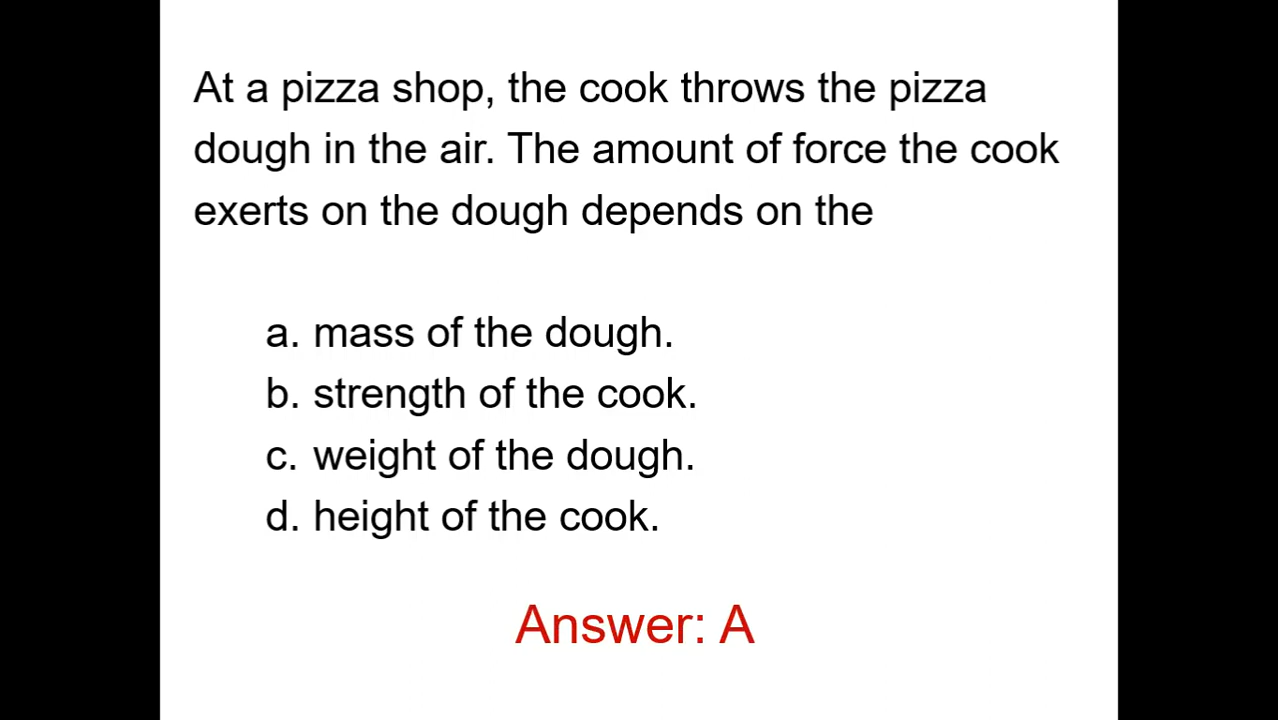 At a pizza shop, the cook throws the pizza
dough in the air. The amount of force the cook
exerts on the dough depends on the
a. mass of the dough.
b. strength of the cook.
c. weight of the dough.
d. height of the cook.
Answer: A